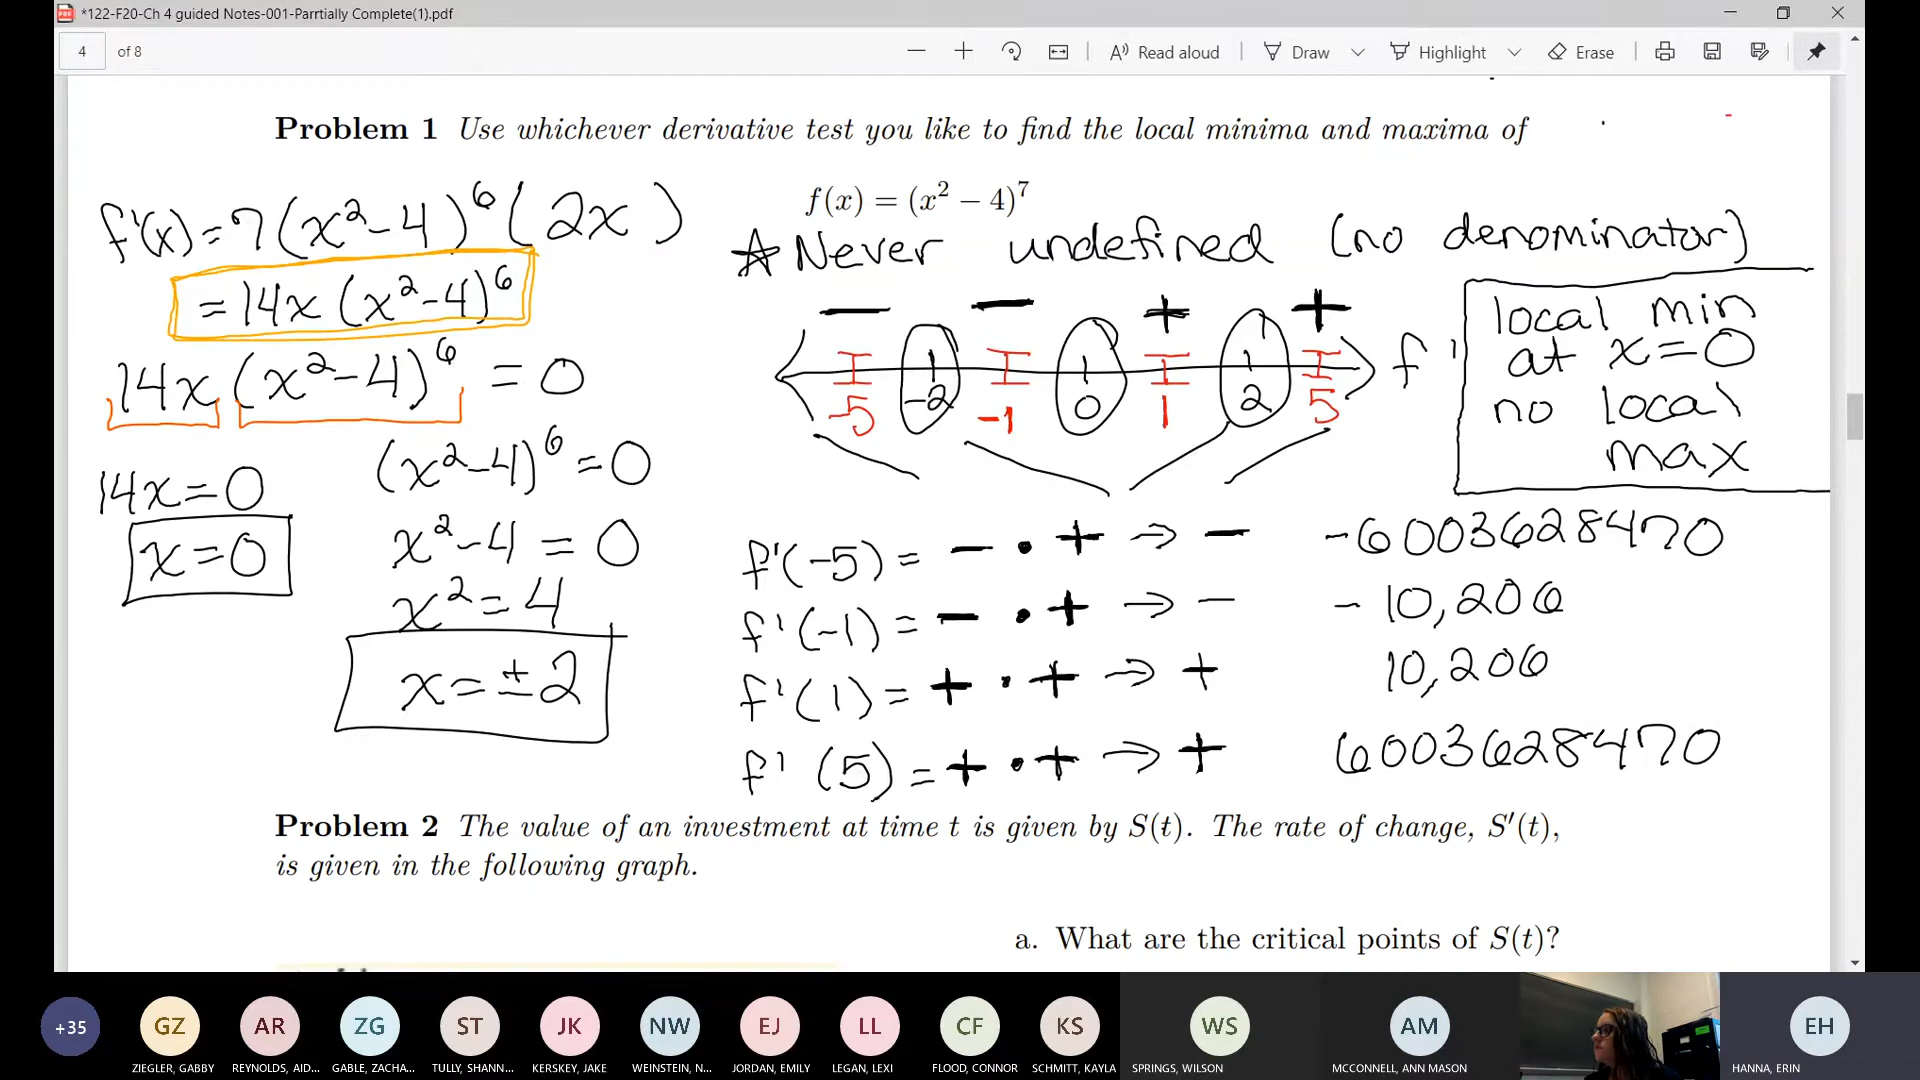 *122-F20-Ch 4 guided Notes-001-Parrtially Complete(1).pdf
4 of 8
Read aloud
Draw
Highlight
Erase
Problem 1 Use whichever derivative test you like to find the local minima and maxima of
f(x) = (x² − 4)⁷
f'(x) = 7(x²-4)⁶(2x)
= 14x(x²-4)⁶
14x(x²-4)⁶ = 0
14x=0
x=0
(x²-4)⁶=0
x²-4 = 0
x²=4
x=±2
☆ Never undefined (no denominator)
− − + +
-5 -2 -1 0 1 2 5
f'
local min
at x=0
no local
max
f'(-5) = − · + → − -6003628470
f'(-1) = − · + → − - 10,206
f'(1) = + · + → + 10,206
f'(5) = + · + → + 6003628470
Problem 2 The value of an investment at time t is given by S(t). The rate of change, S′(t),
is given in the following graph.
a. What are the critical points of S(t)?
+35
GZ
AR
ZG
ST
JK
NW
EJ
LL
CF
KS
WS
AM
EH
ZIEGLER, GABBY
REYNOLDS, AID...
GABLE, ZACHA...
TULLY, SHANN...
KERSKEY, JAKE
WEINSTEIN, N...
JORDAN, EMILY
LEGAN, LEXI
FLOOD, CONNOR
SCHMITT, KAYLA
SPRINGS, WILSON
MCCONNELL, ANN MASON
HANNA, ERIN